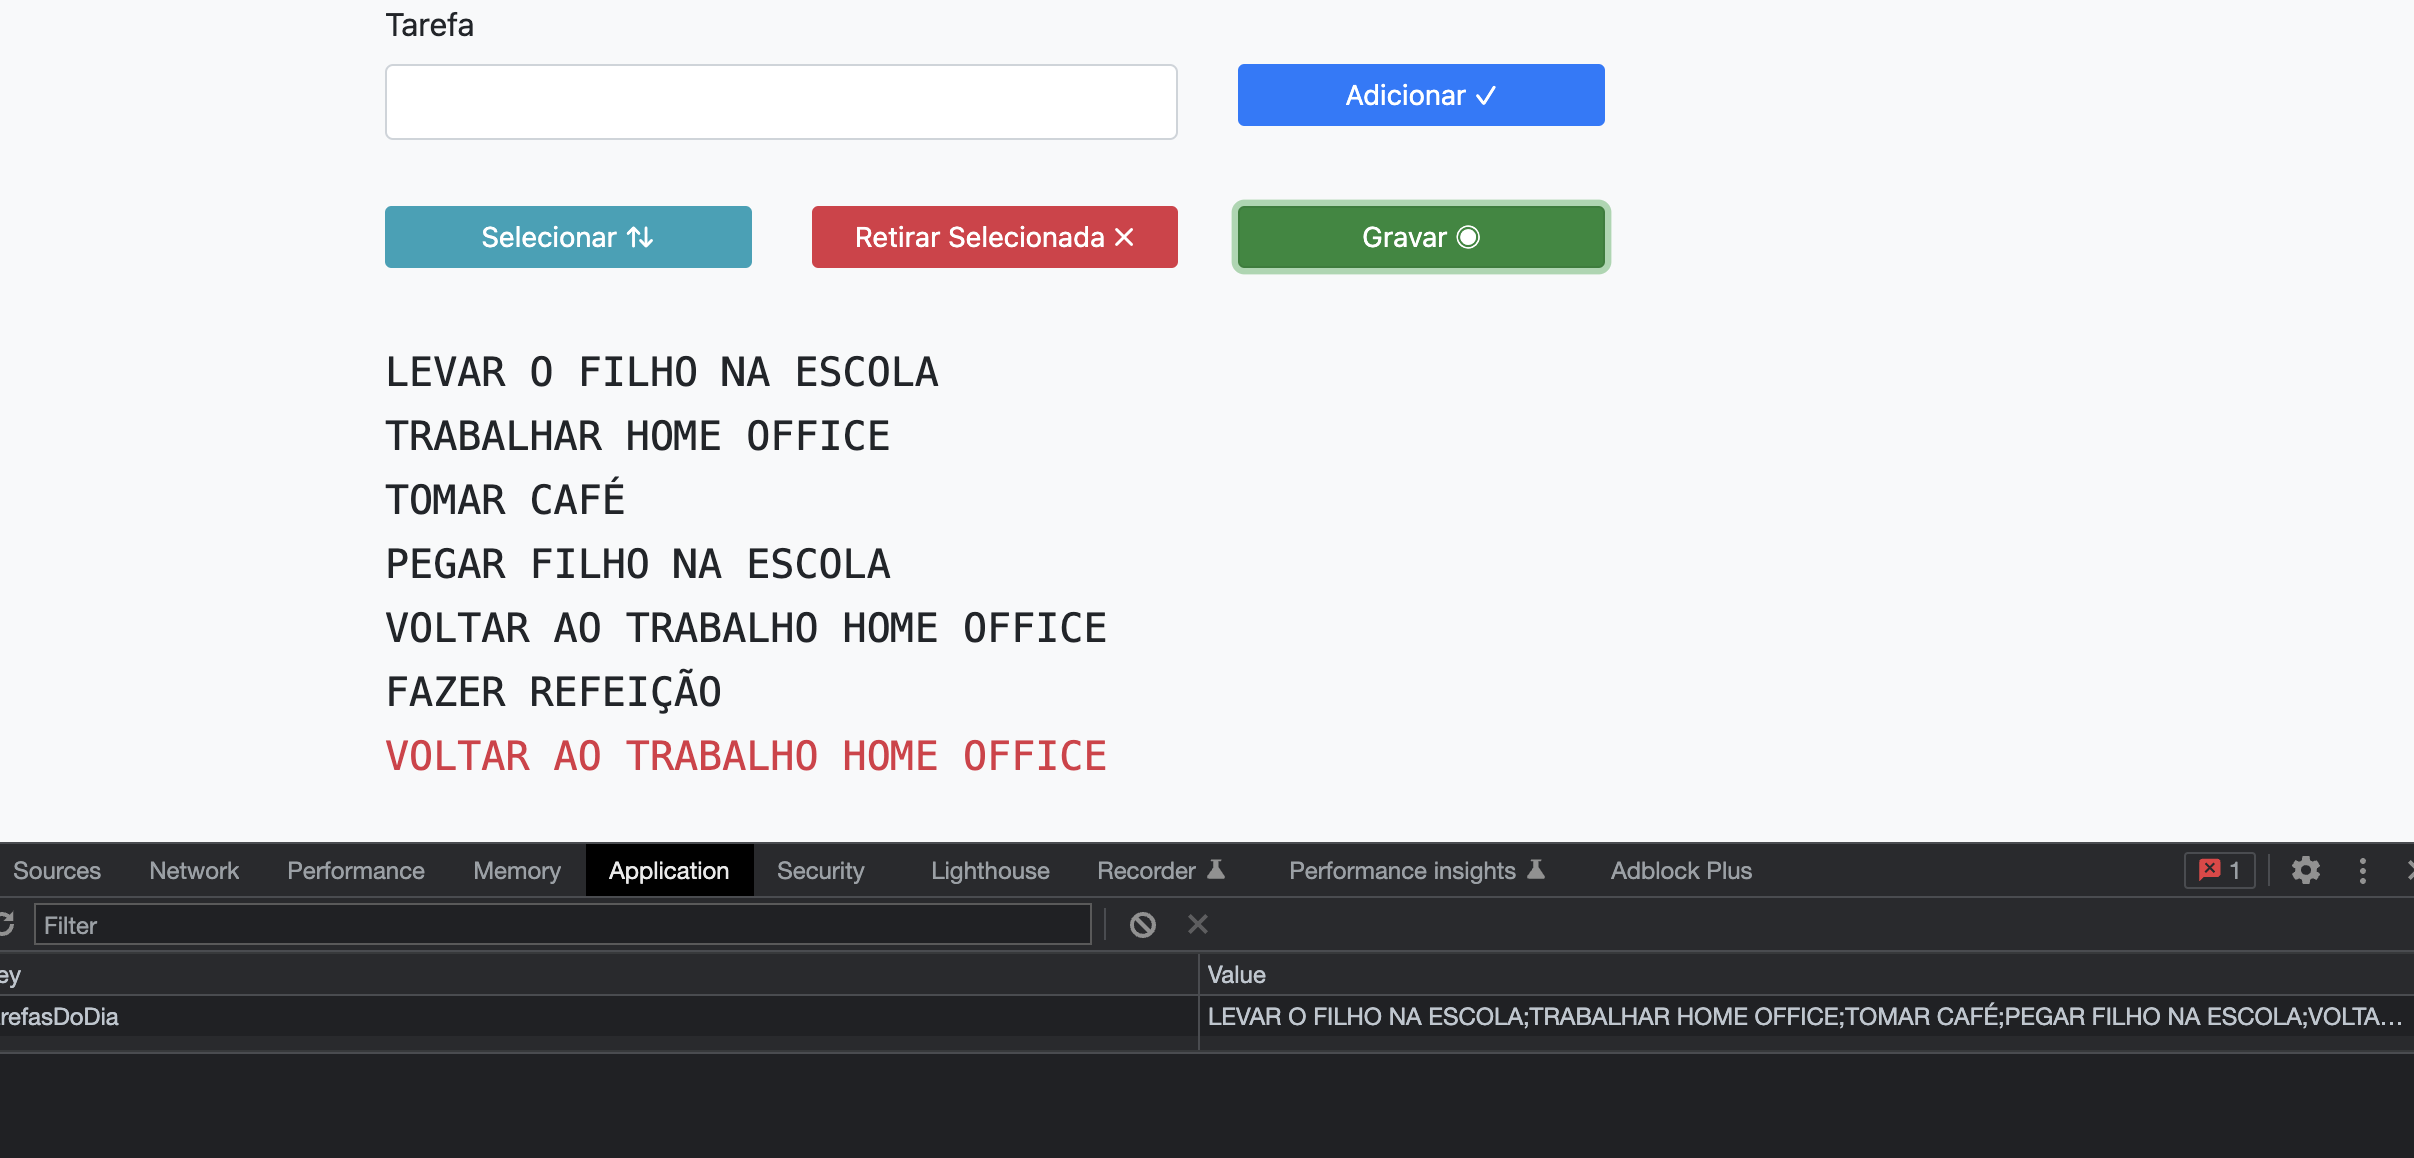 Tarefa
Adicionar ✓
Selecionar ⇅ Retirar Selecionada ✕ Gravar ◉
LEVAR O FILHO NA ESCOLA
TRABALHAR HOME OFFICE
TOMAR CAFÉ
PEGAR FILHO NA ESCOLA
VOLTAR AO TRABALHO HOME OFFICE
FAZER REFEIÇÃO
VOLTAR AO TRABALHO HOME OFFICE
Sources Network Performance Memory Application Security Lighthouse Recorder Performance insights Adblock Plus 1
Filter
ey Value
refasDoDia LEVAR O FILHO NA ESCOLA;TRABALHAR HOME OFFICE;TOMAR CAFÉ;PEGAR FILHO NA ESCOLA;VOLTA…